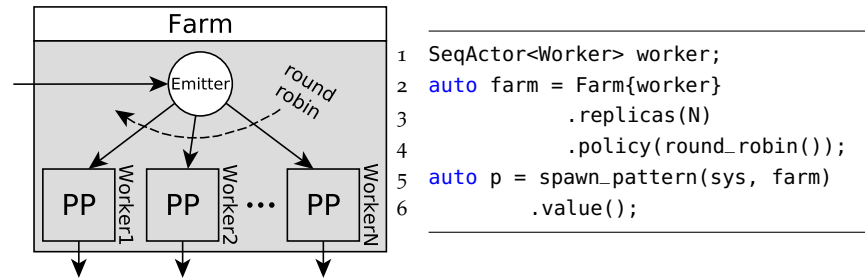 Farm
Emitter
round
robin
PP
Worker1
PP
Worker2
•••
PP
WorkerN
1 SeqActor<Worker> worker;
2 auto farm = Farm{worker}
3 .replicas(N)
4 .policy(round_robin());
5 auto p = spawn_pattern(sys, farm)
6 .value();